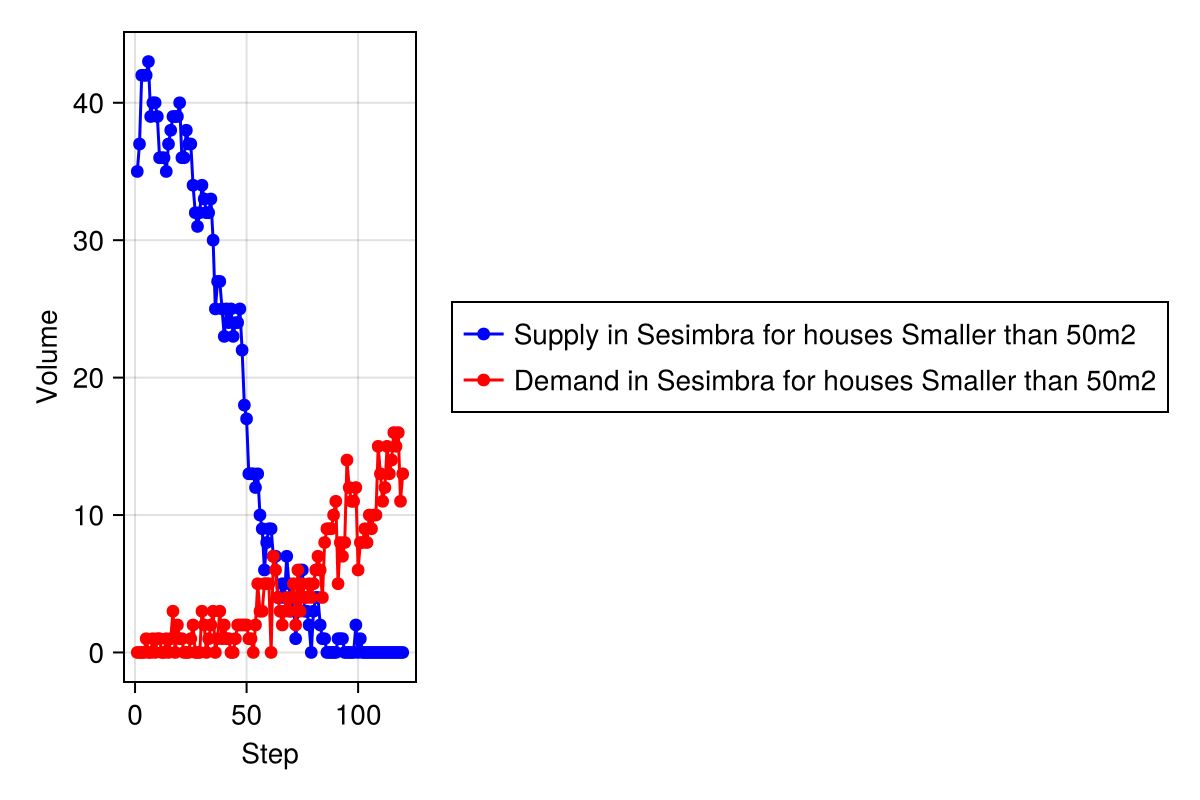 40
30
20
10
0
Volume
0 50 100
Step
Supply in Sesimbra for houses Smaller than 50m2
Demand in Sesimbra for houses Smaller than 50m2